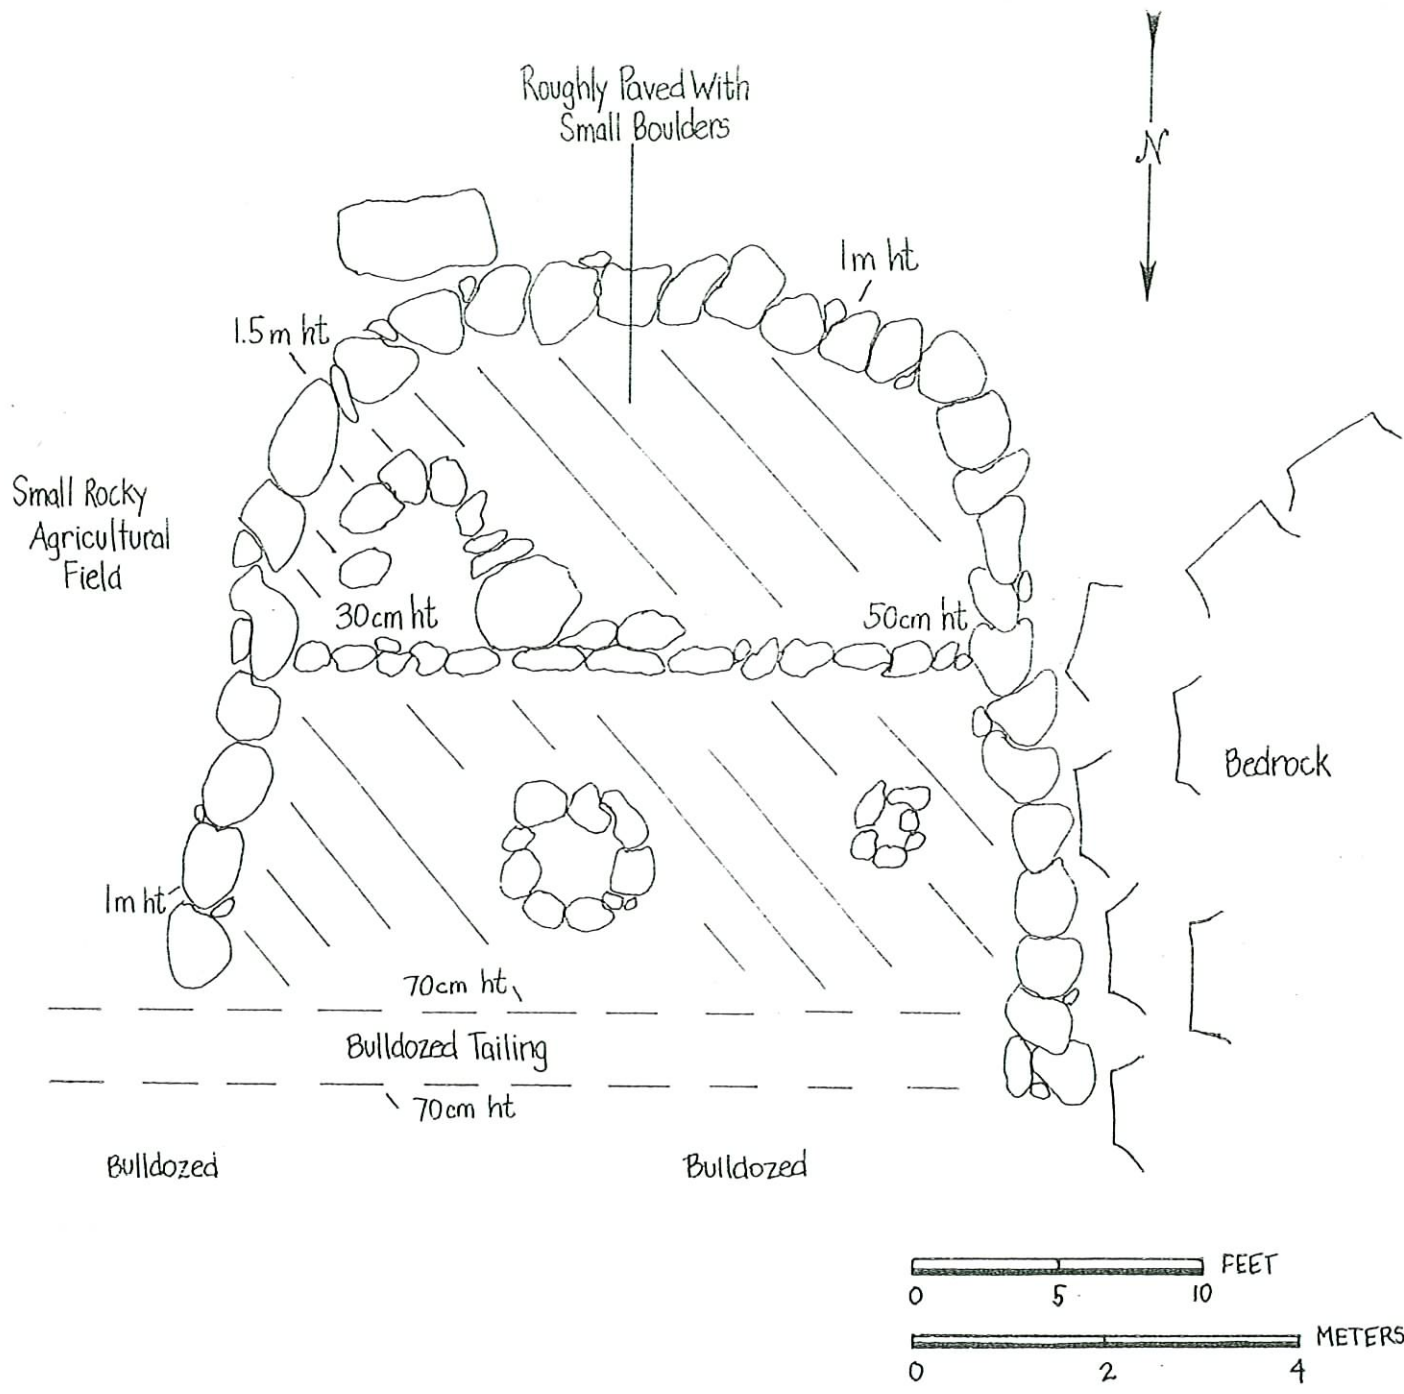 Roughly Paved With
Small Boulders
N
1m ht
1.5m ht
Small Rocky
Agricultural
Field
30cm ht
50cm ht
Bedrock
1m ht
70cm ht
Bulldozed Tailing
70cm ht
Bulldozed
Bulldozed
FEET
0 5 10
METERS
0 2 4